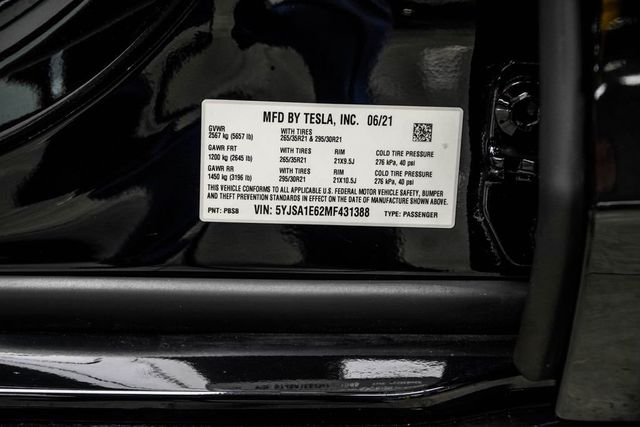 MFD BY TESLA, INC. 06/21
GVWR
2567 kg (5657 lb)
WITH TIRES
265/35R21 & 295/30R21
GAWR FRT
1200 kg (2645 lb)
WITH TIRES
265/35R21
RIM
21X9.5J
COLD TIRE PRESSURE
276 kPa, 40 psi
GAWR RR
1450 kg (3196 lb)
WITH TIRES
295/30R21
RIM
21X10.5J
COLD TIRE PRESSURE
276 kPa, 40 psi
THIS VEHICLE CONFORMS TO ALL APPLICABLE U.S. FEDERAL MOTOR VEHICLE SAFETY, BUMPER
AND THEFT PREVENTION STANDARDS IN EFFECT ON THE DATE OF MANUFACTURE SHOWN ABOVE.
PNT: PBSB VIN: 5YJSA1E62MF431388 TYPE: PASSENGER